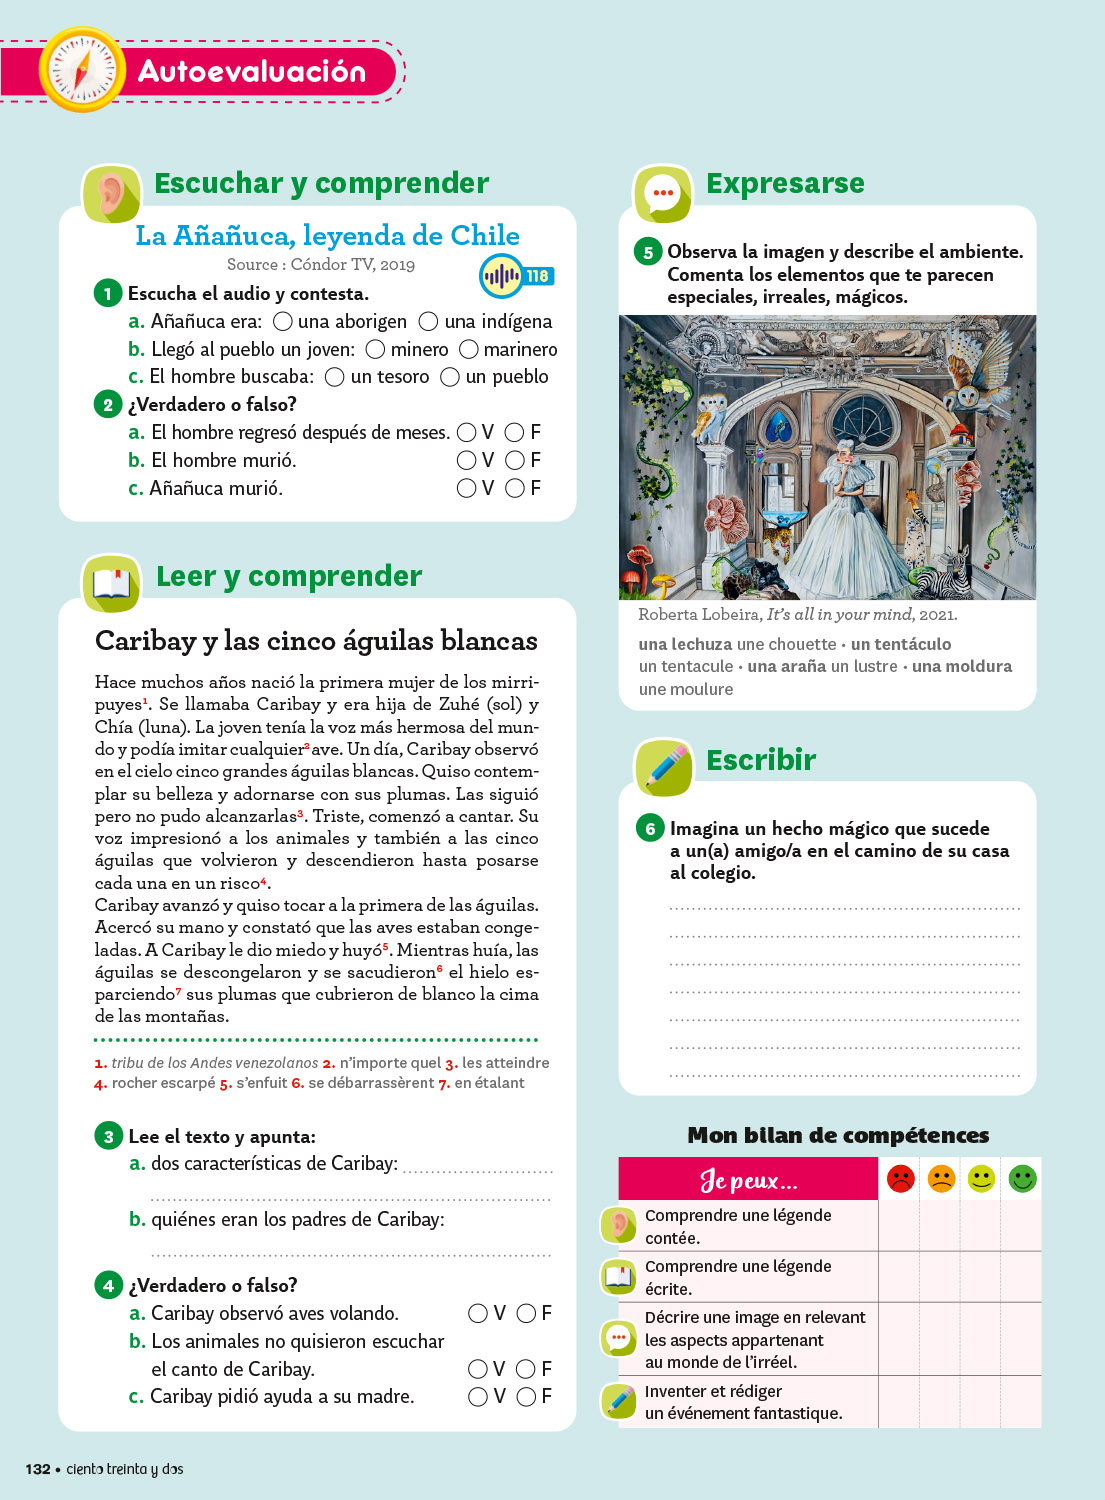 Autoevaluación
Escuchar y comprender
La Añañuca, leyenda de Chile
Source : Cóndor TV, 2019
118
1 Escucha el audio y contesta.
a. Añañuca era: una aborigen una indígena
b. Llegó al pueblo un joven: minero marinero
c. El hombre buscaba: un tesoro un pueblo
2 ¿Verdadero o falso?
a. El hombre regresó después de meses. V F
b. El hombre murió. V F
c. Añañuca murió. V F
Leer y comprender
Caribay y las cinco águilas blancas
Hace muchos años nació la primera mujer de los mirri-
puyes1. Se llamaba Caribay y era hija de Zuhé (sol) y
Chía (luna). La joven tenía la voz más hermosa del mun-
do y podía imitar cualquier2 ave. Un día, Caribay observó
en el cielo cinco grandes águilas blancas. Quiso contem-
plar su belleza y adornarse con sus plumas. Las siguió
pero no pudo alcanzarlas3. Triste, comenzó a cantar. Su
voz impresionó a los animales y también a las cinco
águilas que volvieron y descendieron hasta posarse
cada una en un risco4.
Caribay avanzó y quiso tocar a la primera de las águilas.
Acercó su mano y constató que las aves estaban conge-
ladas. A Caribay le dio miedo y huyó5. Mientras huía, las
águilas se descongelaron y se sacudieron6 el hielo es-
parciendo7 sus plumas que cubrieron de blanco la cima
de las montañas.
1. tribu de los Andes venezolanos 2. n'importe quel 3. les atteindre
4. rocher escarpé 5. s'enfuit 6. se débarrassèrent 7. en étalant
3 Lee el texto y apunta:
a. dos características de Caribay:
b. quiénes eran los padres de Caribay:
4 ¿Verdadero o falso?
a. Caribay observó aves volando. V F
b. Los animales no quisieron escuchar
el canto de Caribay. V F
c. Caribay pidió ayuda a su madre. V F
Expresarse
5 Observa la imagen y describe el ambiente.
Comenta los elementos que te parecen
especiales, irreales, mágicos.
Roberta Lobeira, It's all in your mind, 2021.
una lechuza une chouette • un tentáculo
un tentacule • una araña un lustre • una moldura
une moulure
Escribir
6 Imagina un hecho mágico que sucede
a un(a) amigo/a en el camino de su casa
al colegio.
Mon bilan de compétences
Je peux...
Comprendre une légende
contée.
Comprendre une légende
écrite.
Décrire une image en relevant
les aspects appartenant
au monde de l'irréel.
Inventer et rédiger
un événement fantastique.
132 • ciento treinta y dos